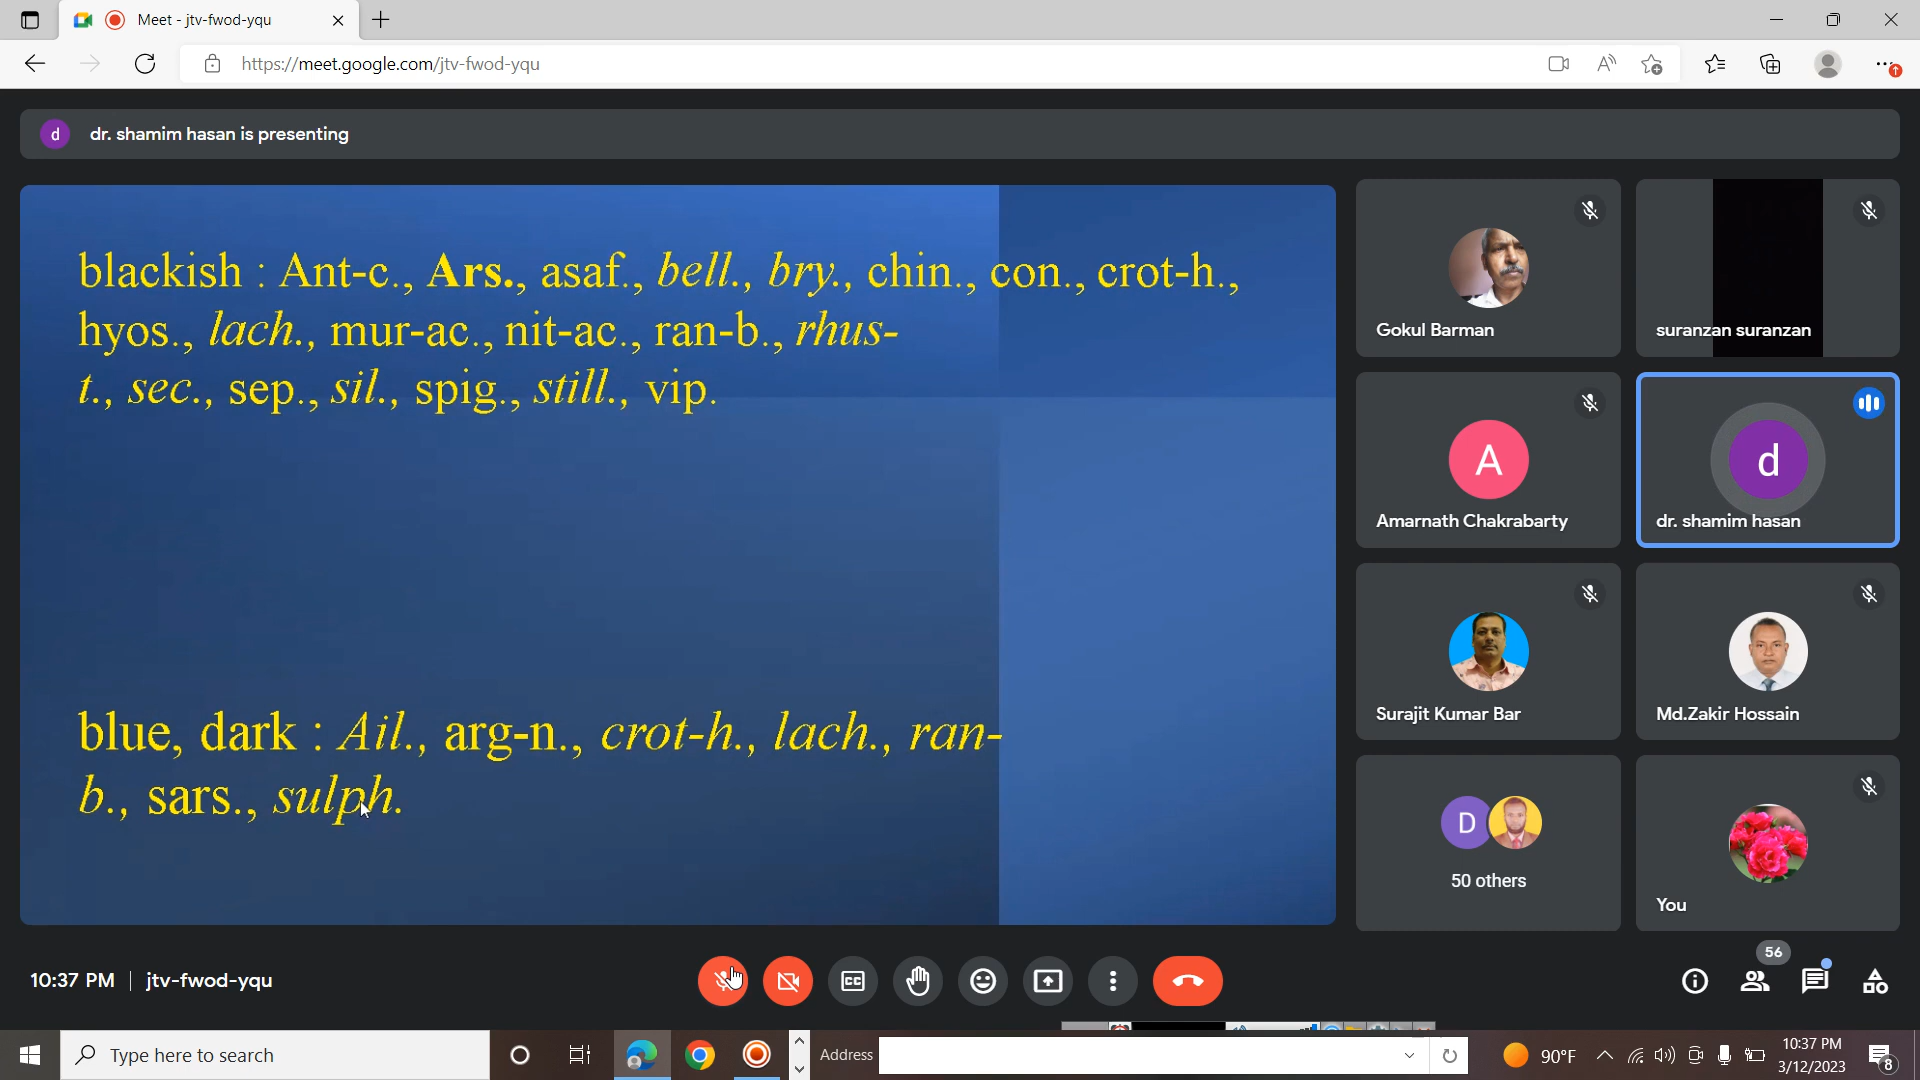 Meet - jtv-fwod-yqu
https://meet.google.com/jtv-fwod-yqu
d dr. shamim hasan is presenting
blackish : Ant-c., Ars., asaf., bell., bry., chin., con., crot-h.,
hyos., lach., mur-ac., nit-ac., ran-b., rhus-
t., sec., sep., sil., spig., still., vip.
blue, dark : Ail., arg-n., crot-h., lach., ran-
b., sars., sulph.
Gokul Barman
suranzan suranzan
A
Amarnath Chakrabarty
d
dr. shamim hasan
Surajit Kumar Bar
Md.Zakir Hossain
D
50 others
You
10:37 PM | jtv-fwod-yqu
CC
56
Type here to search
Address
90°F
10:37 PM
3/12/2023
8